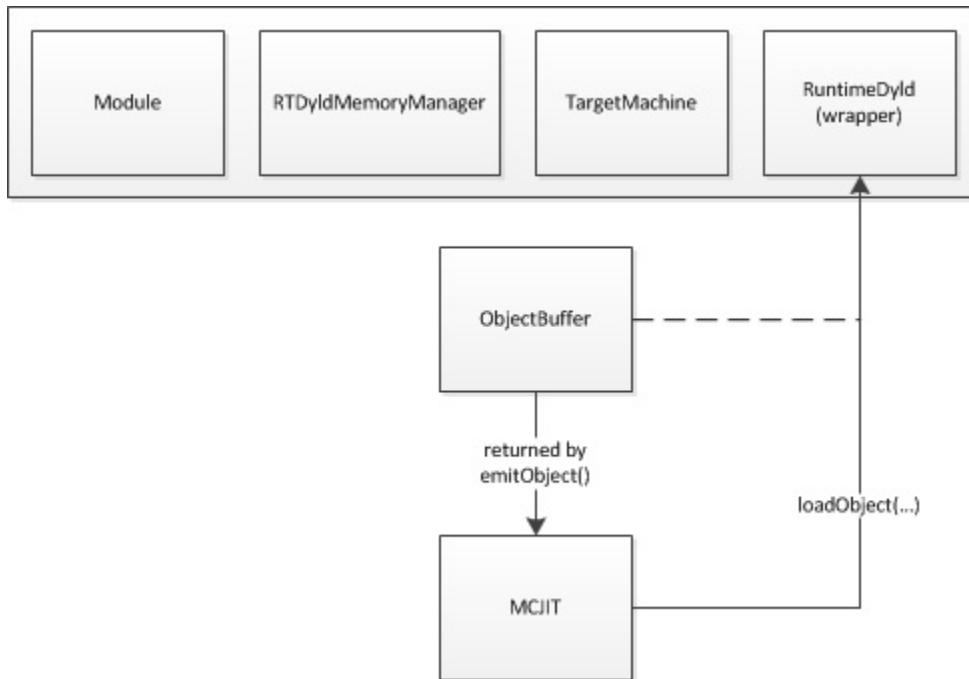 Module
RTDyldMemoryManager
TargetMachine
RuntimeDyld
(wrapper)
ObjectBuffer
returned by
emitObject()
loadObject(...)
MCJIT